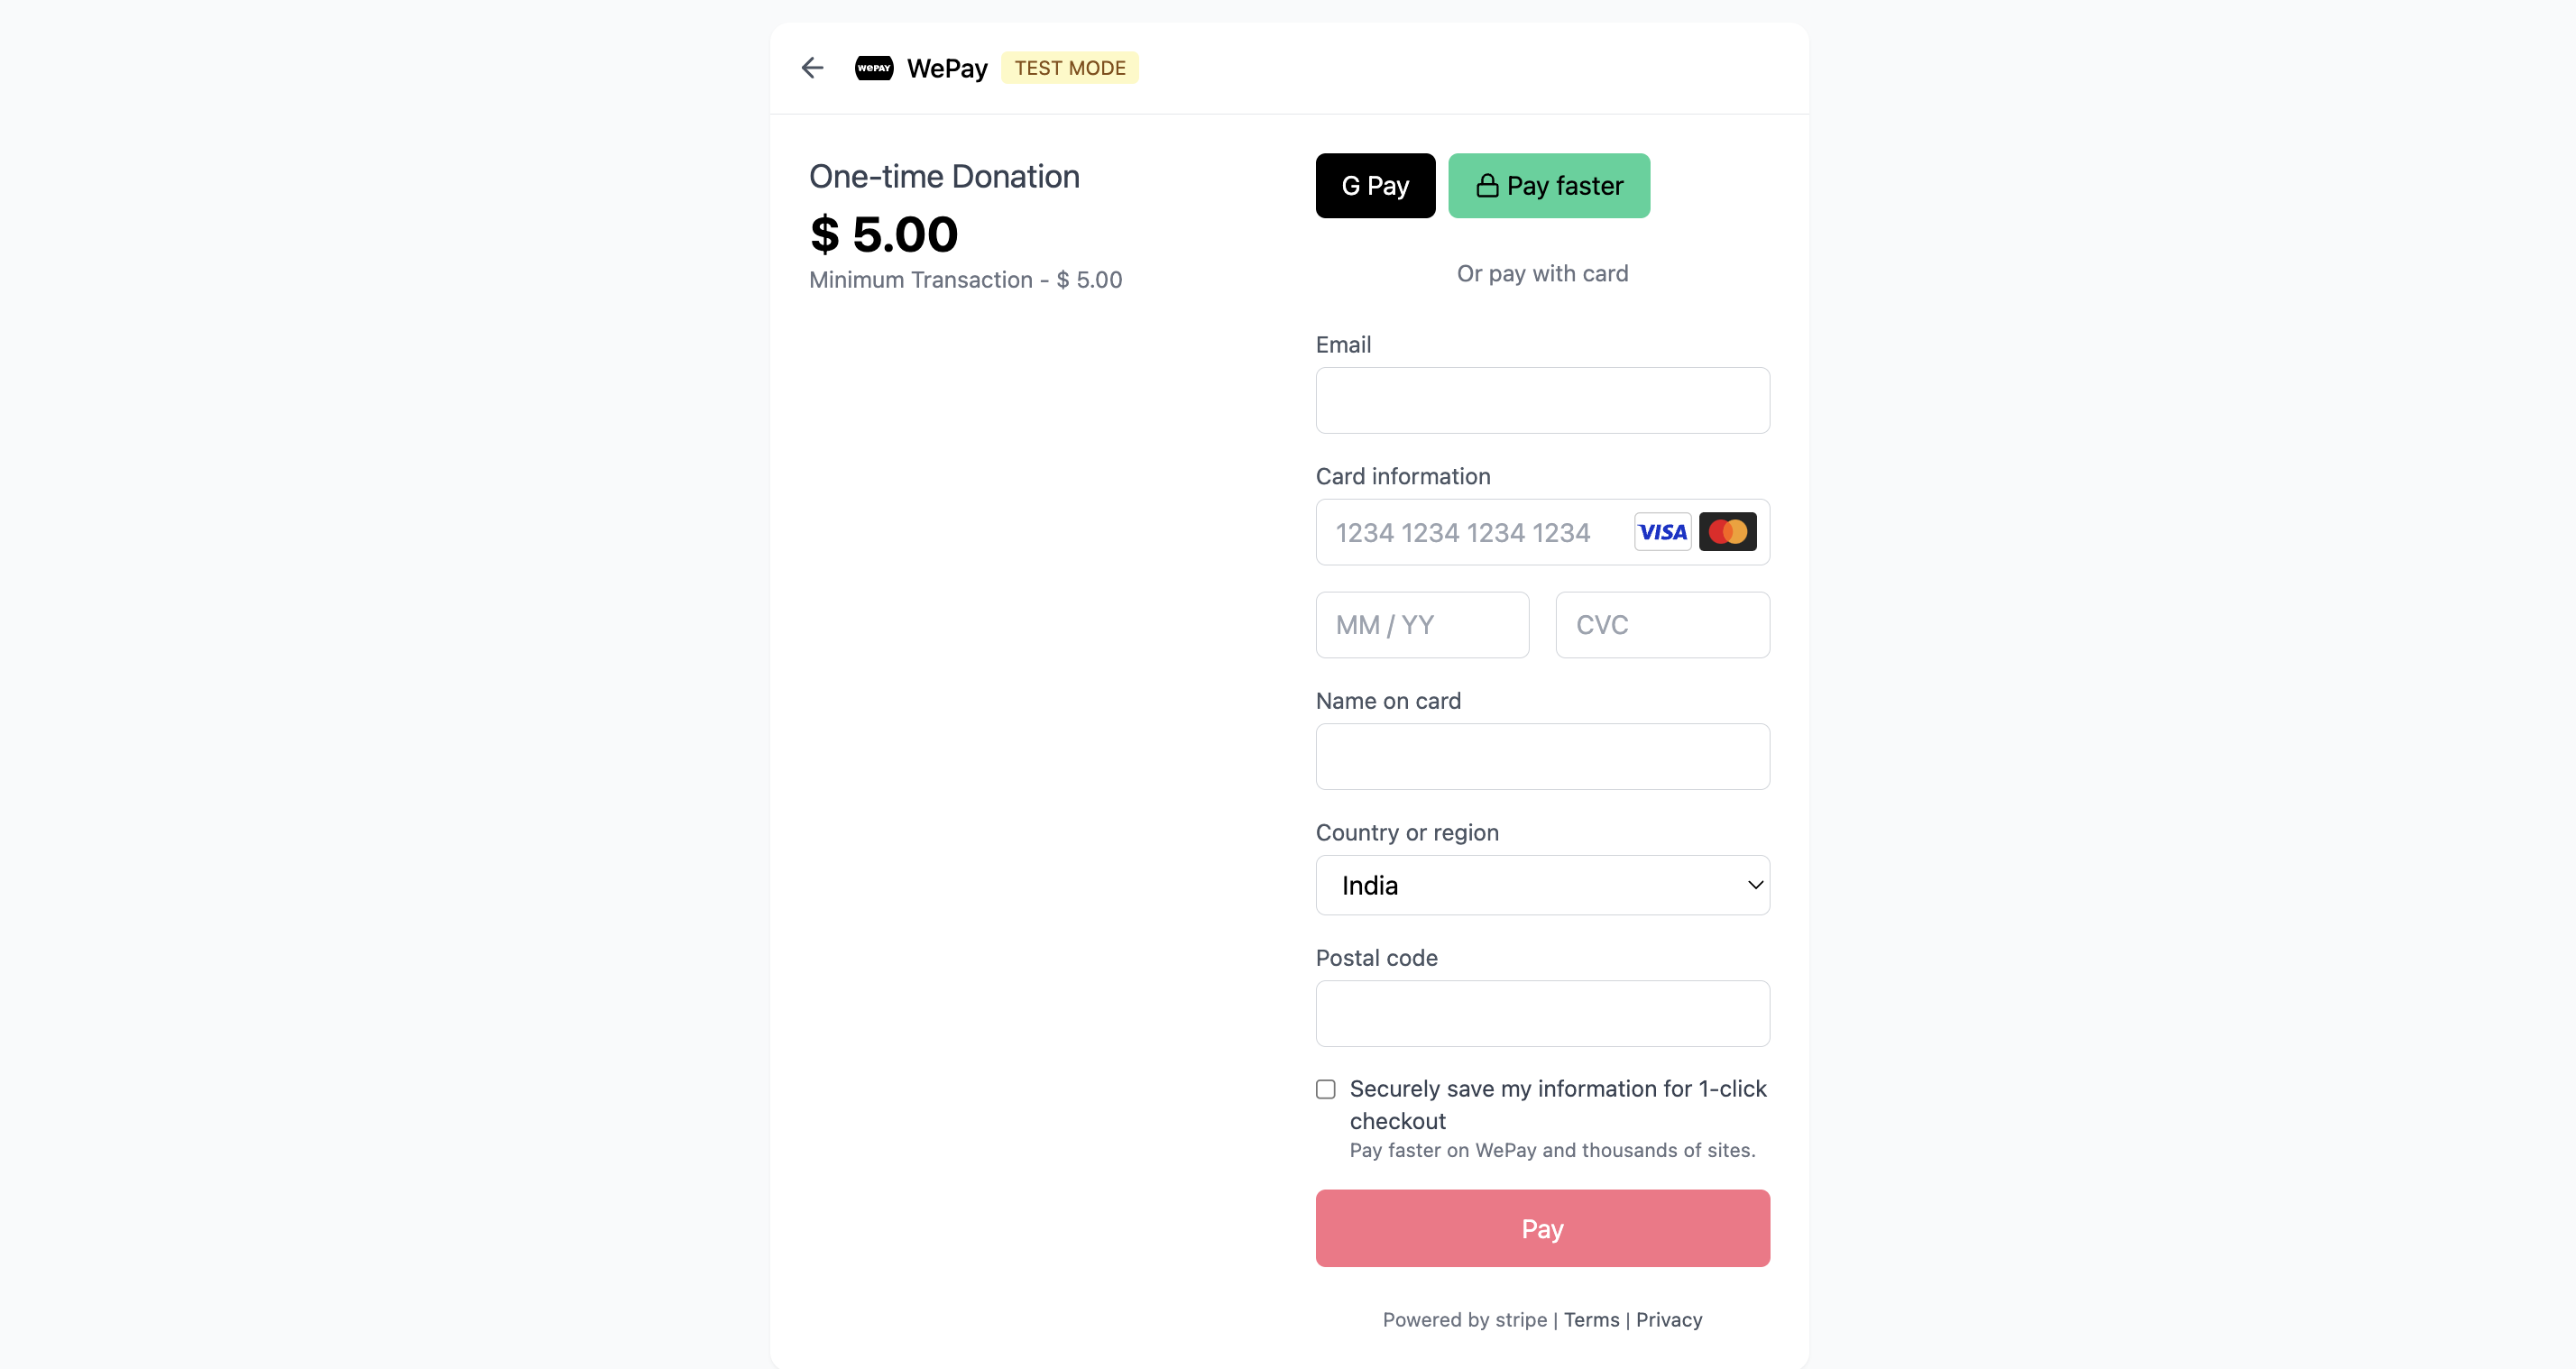 wepay WePay TEST MODE
One-time Donation
$ 5.00
Minimum Transaction - $ 5.00
G Pay Pay faster
Or pay with card
Email
Card information
1234 1234 1234 1234 VISA
MM / YY CVC
Name on card
Country or region
India
Postal code
Securely save my information for 1-click
checkout
Pay faster on WePay and thousands of sites.
Pay
Powered by stripe | Terms | Privacy